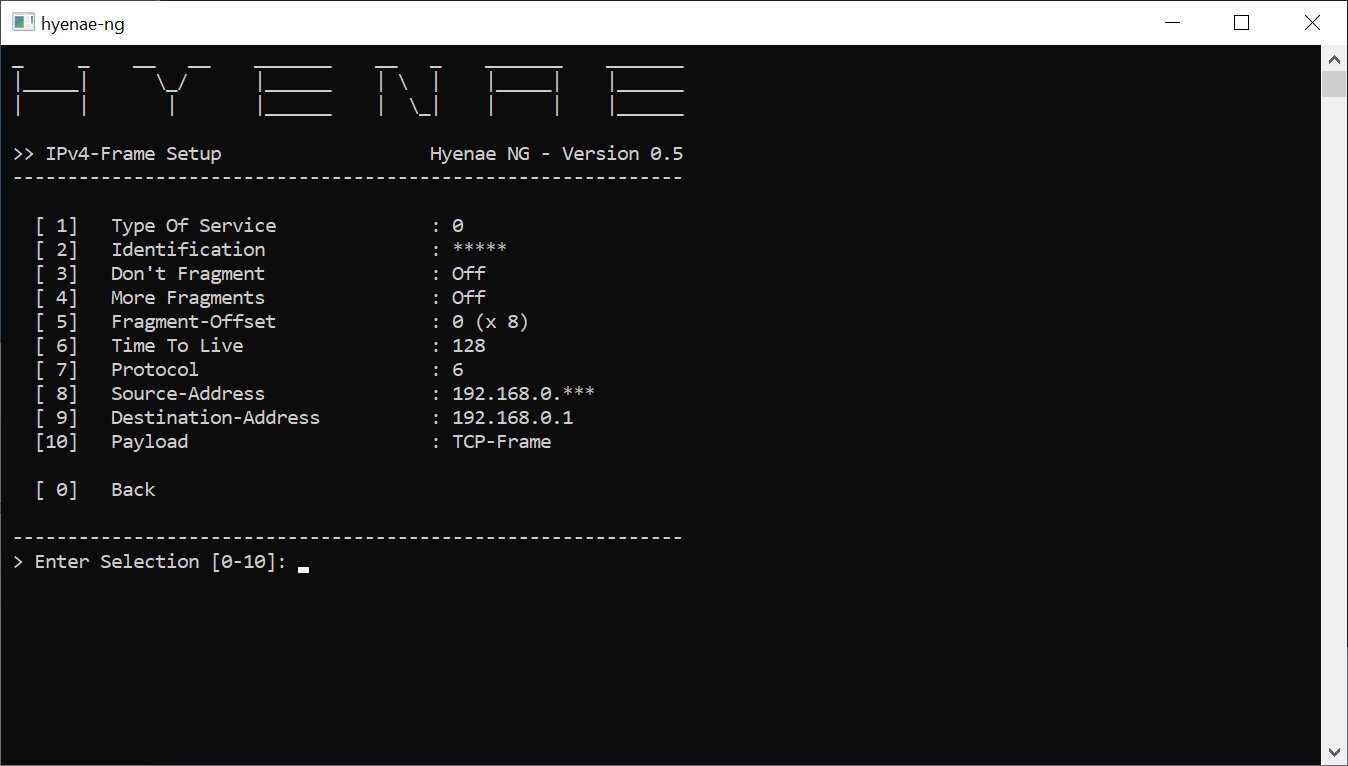 hyenae-ng
HYENAE
>> IPv4-Frame Setup                   Hyenae NG - Version 0.5
-------------------------------------------------------------
[ 1]   Type Of Service              : 0
[ 2]   Identification               : *****
[ 3]   Don't Fragment               : Off
[ 4]   More Fragments               : Off
[ 5]   Fragment-Offset              : 0 (x 8)
[ 6]   Time To Live                 : 128
[ 7]   Protocol                     : 6
[ 8]   Source-Address               : 192.168.0.***
[ 9]   Destination-Address          : 192.168.0.1
[10]   Payload                      : TCP-Frame
[ 0]   Back
-------------------------------------------------------------
> Enter Selection [0-10]: